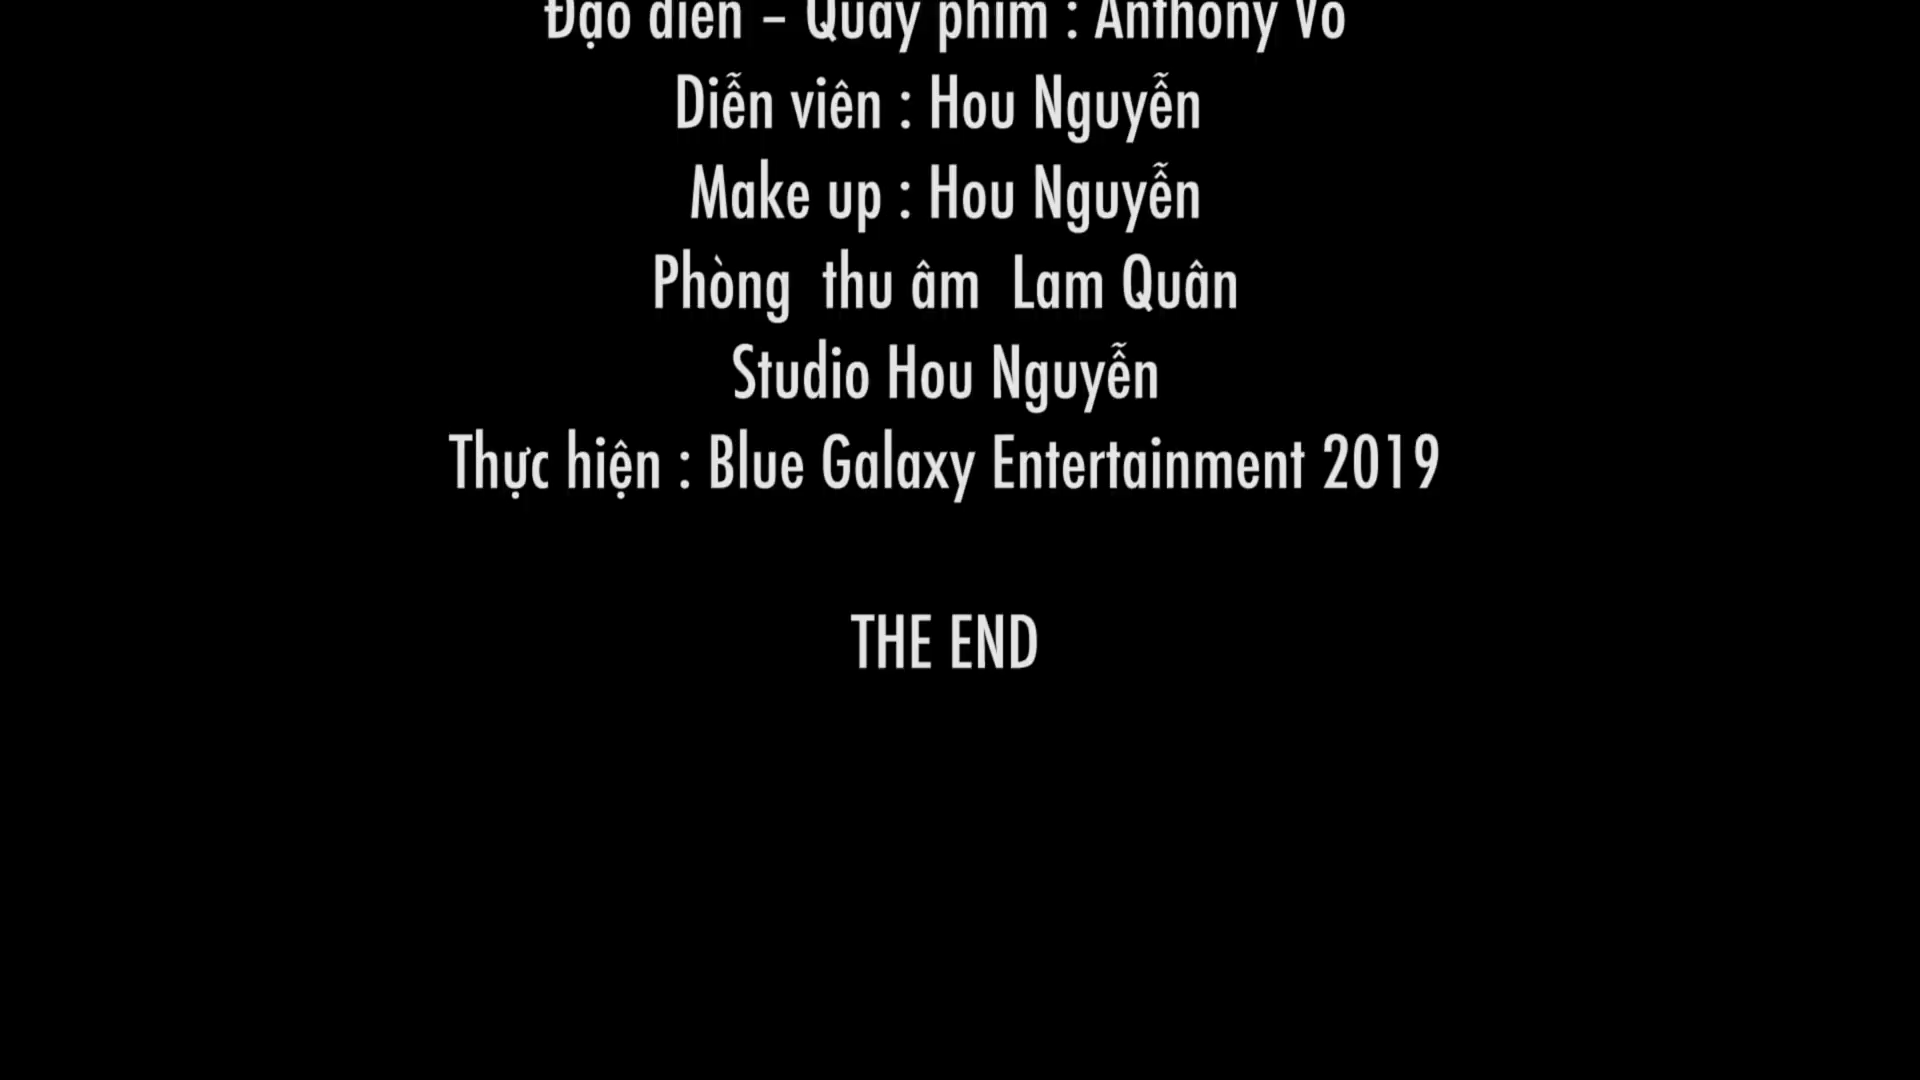 Đạo diễn – Quay phim : Anthony Vo
Diễn viên : Hou Nguyễn
Make up : Hou Nguyễn
Phòng thu âm Lam Quân
Studio Hou Nguyễn
Thực hiện : Blue Galaxy Entertainment 2019
THE END